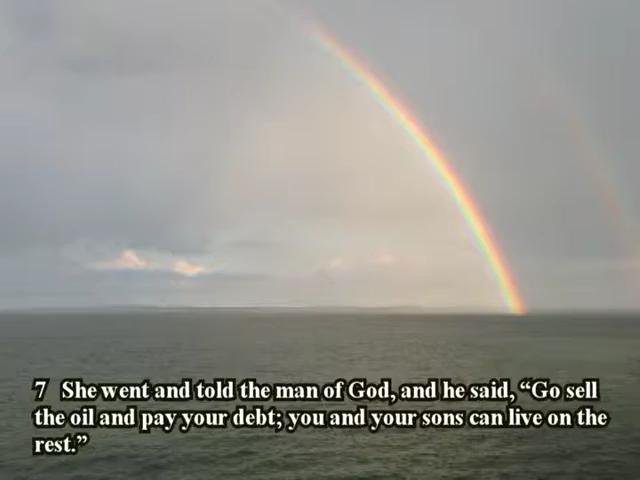 7 She went and told the man of God, and he said, “Go sell
the oil and pay your debt; you and your sons can live on the
rest.”